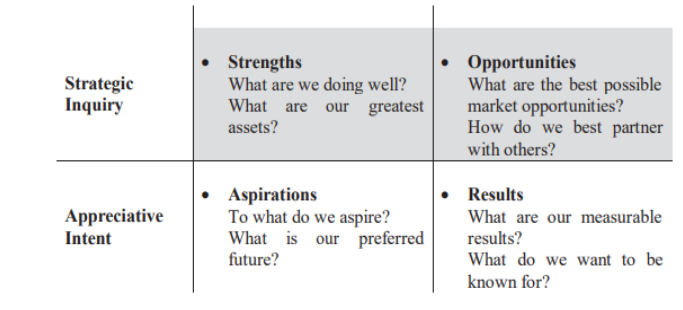 Strategic
Inquiry
• Strengths
What are we doing well?
What are our greatest
assets?
• Opportunities
What are the best possible
market opportunities?
How do we best partner
with others?
Appreciative
Intent
• Aspirations
To what do we aspire?
What is our preferred
future?
• Results
What are our measurable
results?
What do we want to be
known for?